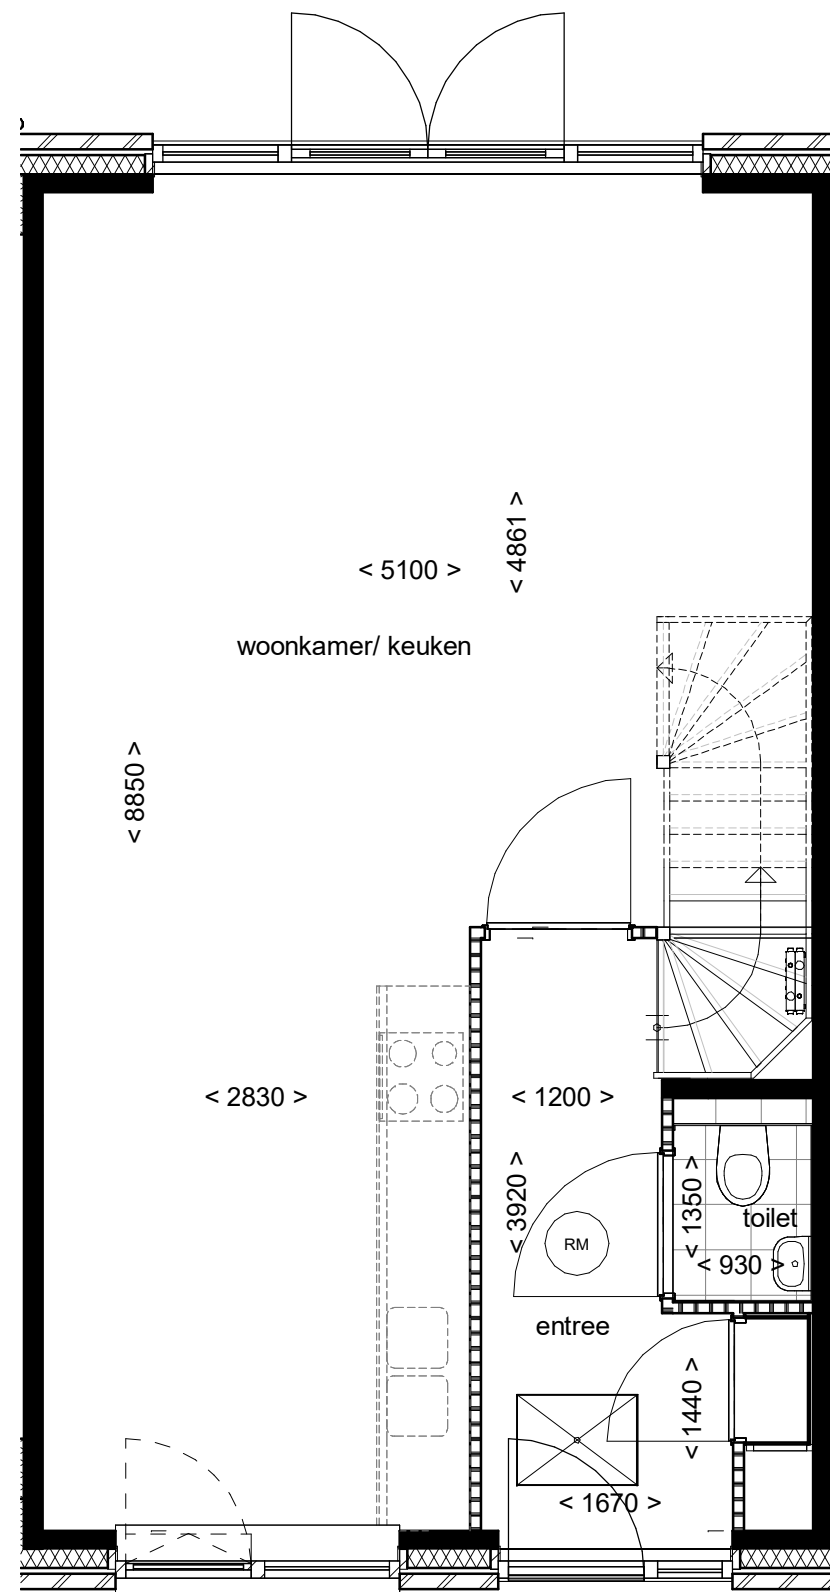 < 4861 >
< 5100 >
woonkamer/ keuken
< 8850 >
< 2830 >
< 1200 >
< 3920 >
< 1350 >
toilet
RM
< 930 >
entree
< 1440 >
< 1670 >